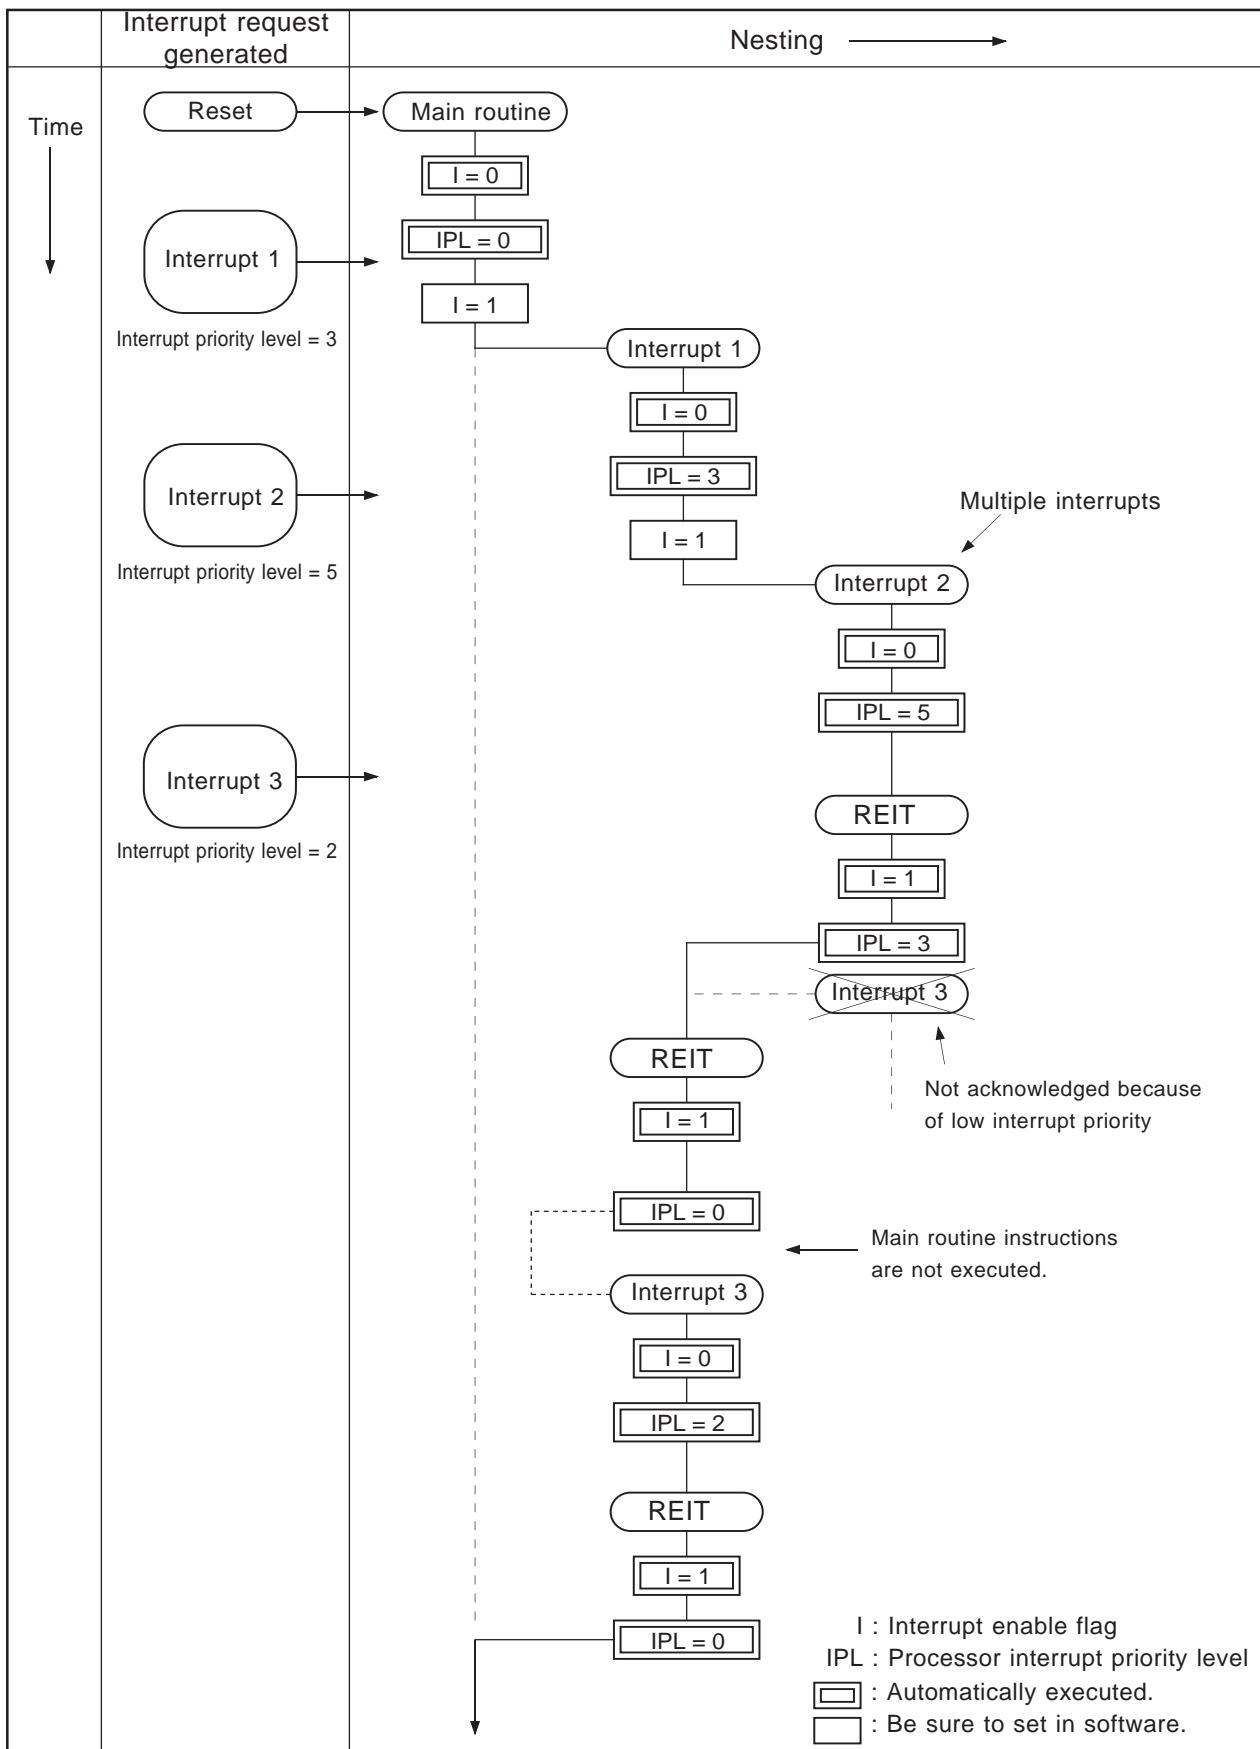 Interrupt request
generated
Nesting
Time
Reset
Main routine
I = 0
IPL = 0
Interrupt 1
I = 1
Interrupt priority level = 3
Interrupt 1
I = 0
IPL = 3
Interrupt 2
Multiple interrupts
I = 1
Interrupt priority level = 5
Interrupt 2
I = 0
IPL = 5
Interrupt 3
REIT
Interrupt priority level = 2
I = 1
IPL = 3
Interrupt 3
REIT
Not acknowledged because
of low interrupt priority
I = 1
IPL = 0
Main routine instructions
are not executed.
Interrupt 3
I = 0
IPL = 2
REIT
I = 1
IPL = 0
I : Interrupt enable flag
IPL : Processor interrupt priority level
: Automatically executed.
: Be sure to set in software.